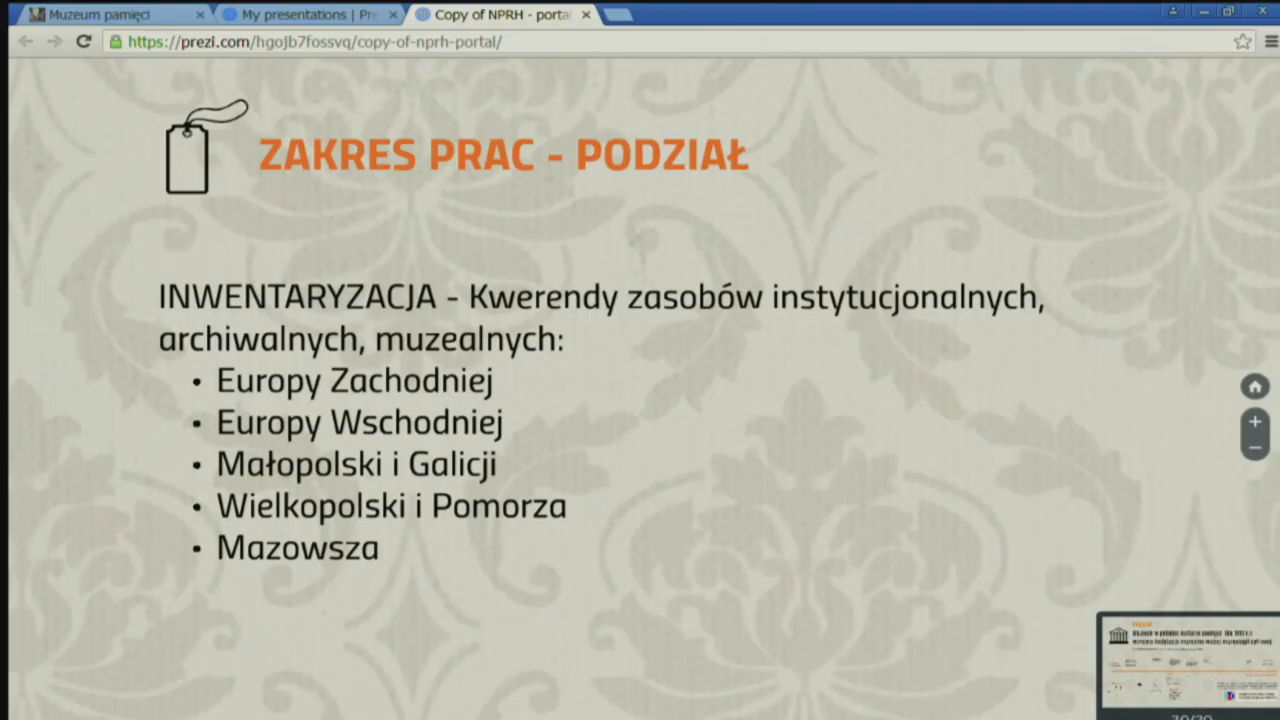 Muzeum pamięci
My presentations | Pre
Copy of NPRH - porta
https://prezi.com/hgojb7fossvq/copy-of-nprh-portal/
ZAKRES PRAC - PODZIAŁ
INWENTARYZACJA - Kwerendy zasobów instytucjonalnych,
archiwalnych, muzealnych:
• Europy Zachodniej
• Europy Wschodniej
• Małopolski i Galicji
• Wielkopolski i Pomorza
• Mazowsza